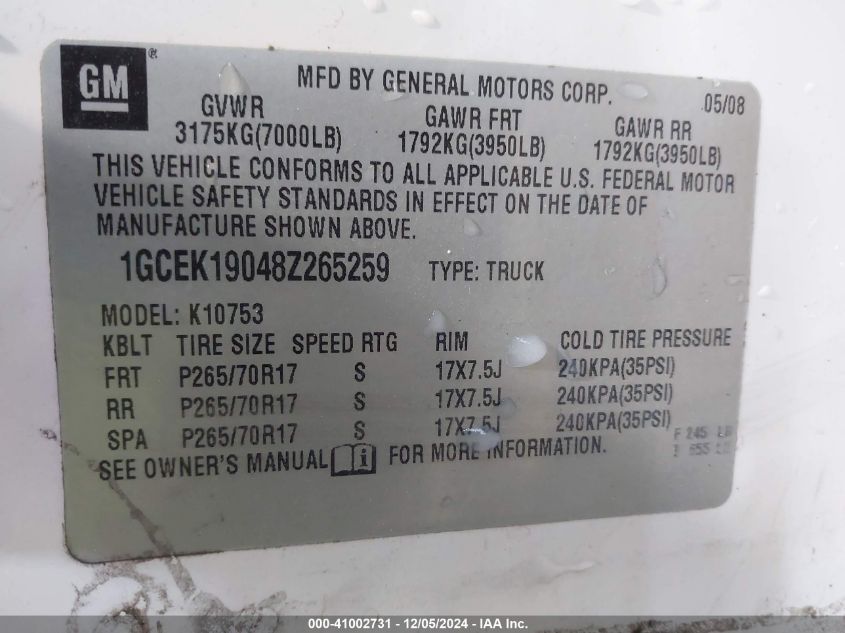 GM ®
MFD BY GENERAL MOTORS CORP. 05/08
GVWR GAWR FRT GAWR RR
3175KG(7000LB) 1792KG(3950LB) 1792KG(3950LB)
THIS VEHICLE CONFORMS TO ALL APPLICABLE U.S. FEDERAL MOTOR
VEHICLE SAFETY STANDARDS IN EFFECT ON THE DATE OF
MANUFACTURE SHOWN ABOVE.
1GCEK19048Z265259 TYPE: TRUCK
MODEL: K10753
KBLT TIRE SIZE SPEED RTG RIM COLD TIRE PRESSURE
FRT P265/70R17 S 17X7.5J 240KPA(35PSI)
RR P265/70R17 S 17X7.5J 240KPA(35PSI)
SPA P265/70R17 S 17X7.5J 240KPA(35PSI)
F 245 LB
SEE OWNER'S MANUAL i FOR MORE INFORMATION.
000-41002731 - 12/05/2024 - IAA Inc.